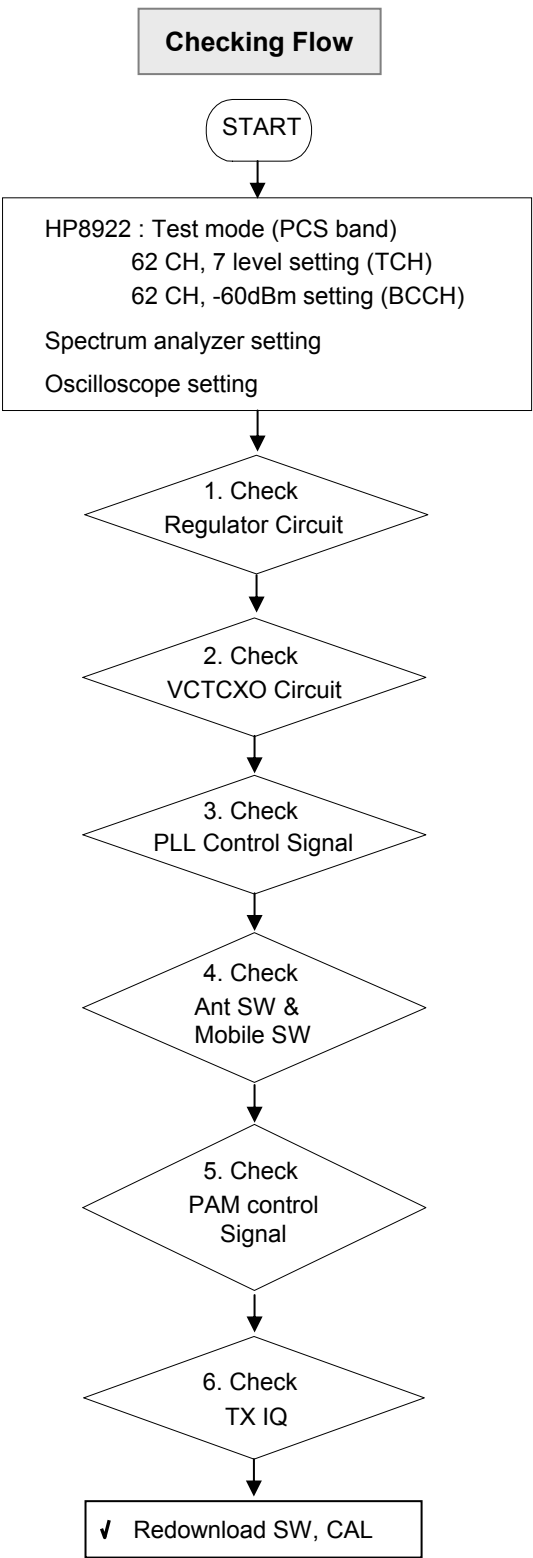 Checking Flow
START
HP8922 : Test mode (PCS band)
62 CH, 7 level setting (TCH)
62 CH, -60dBm setting (BCCH)
Spectrum analyzer setting
Oscilloscope setting
1. Check
Regulator Circuit
2. Check
VCTCXO Circuit
3. Check
PLL Control Signal
4. Check
Ant SW &
Mobile SW
5. Check
PAM control
Signal
6. Check
TX IQ
√ Redownload SW, CAL